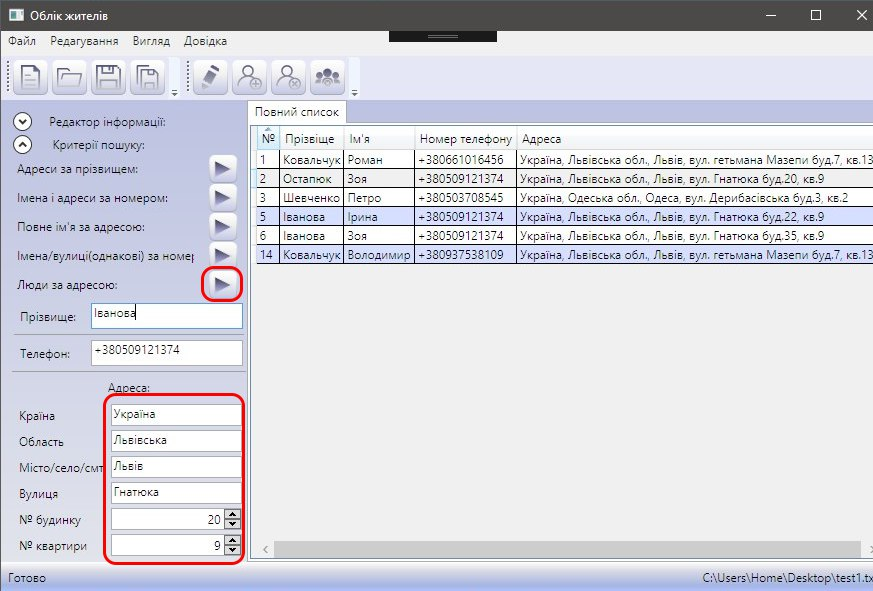 Облік жителів
Файл Редагування Вигляд Довідка
Редактор інформації:
Критерії пошуку:
Адреси за прізвищем:
Імена і адреси за номером:
Повне ім'я за адресою:
Імена/вулиці(однакові) за номер
Люди за адресою:
Прізвище: Іванова
Телефон: +380509121374
Адреса:
Країна Україна
Область Львівська
Місто/село/смт Львів
Вулиця Гнатюка
№ будинку 20
№ квартири 9
Повний список
№ Прізвіще Ім'я Номер телефону Адреса
1 Ковальчук Роман +380661016456 Україна, Львівська обл., Львів, вул. гетьмана Мазепи буд.7, кв.13
2 Остапюк Зоя +380509121374 Україна, Львівська обл., Львів, вул. Гнатюка буд.20, кв.9
3 Шевченко Петро +380503708545 Україна, Одеська обл., Одеса, вул. Дерибасівська буд.3, кв.2
5 Іванова Ірина +380509121374 Україна, Львівська обл., Львів, вул. Гнатюка буд.22, кв.9
6 Іванова Зоя +380509121374 Україна, Львівська обл., Львів, вул. Гнатюка буд.35, кв.9
14 Ковальчук Володимир +380937538109 Україна, Львівська обл., Львів, вул. гетьмана Мазепи буд.7, кв.13
Готово C:\Users\Home\Desktop\test1.tx